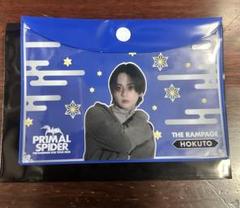 PRIMAL
SPIDER
THE RAMPAGE
HOKUTO